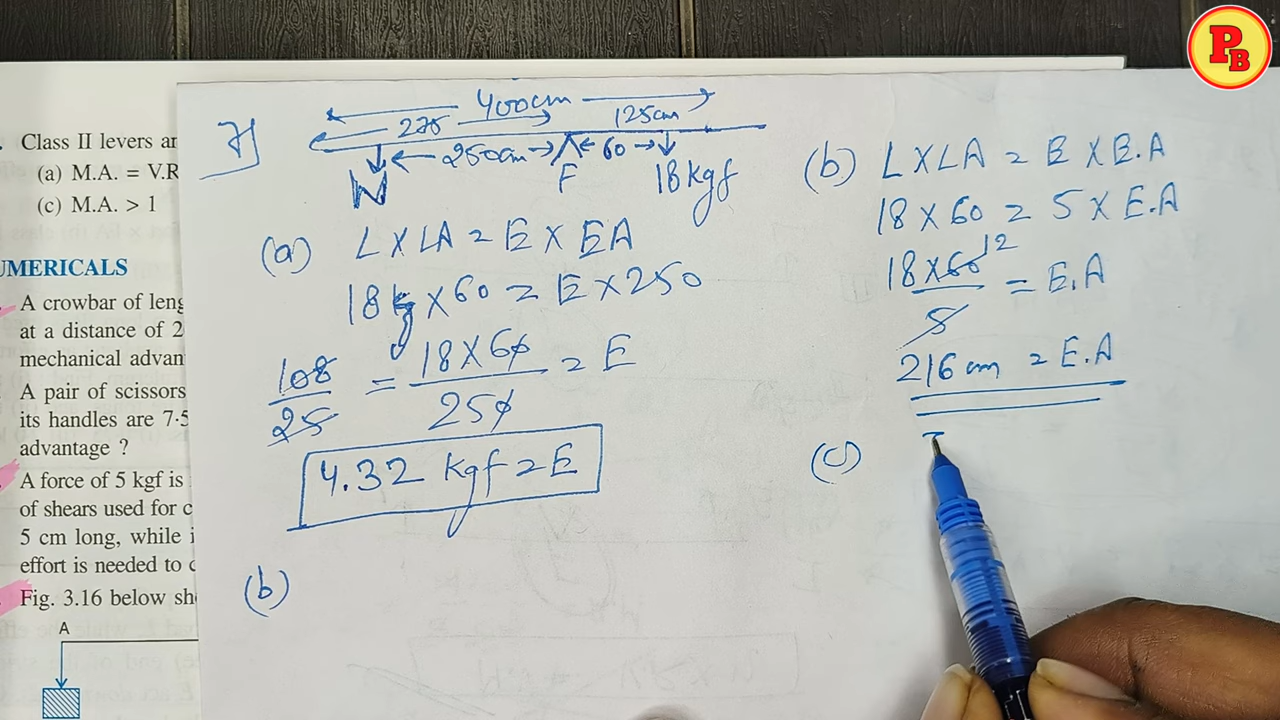 PB
Class II levers ar
(a) M.A. = V.R
(c) M.A. > 1
UMERICALS
A crowbar of leng
at a distance of 2
mechanical advan
A pair of scissors
its handles are 7·5
advantage ?
A force of 5 kgf is
of shears used for c
5 cm long, while i
effort is needed to c
Fig. 3.16 below sh
A
7]
400cm
275 125cm
250cm 60
W F 18kgf
(a) L X LA = E X EA
18 kg X 60 = E X 250
108/25 = 18 X 60/250 = E
4.32 kgf = E
(b)
(b) L X LA = E X E.A
18 X 60 = 5 X E.A
18 X 60 12/5 = E.A
216 cm = E.A
(c)